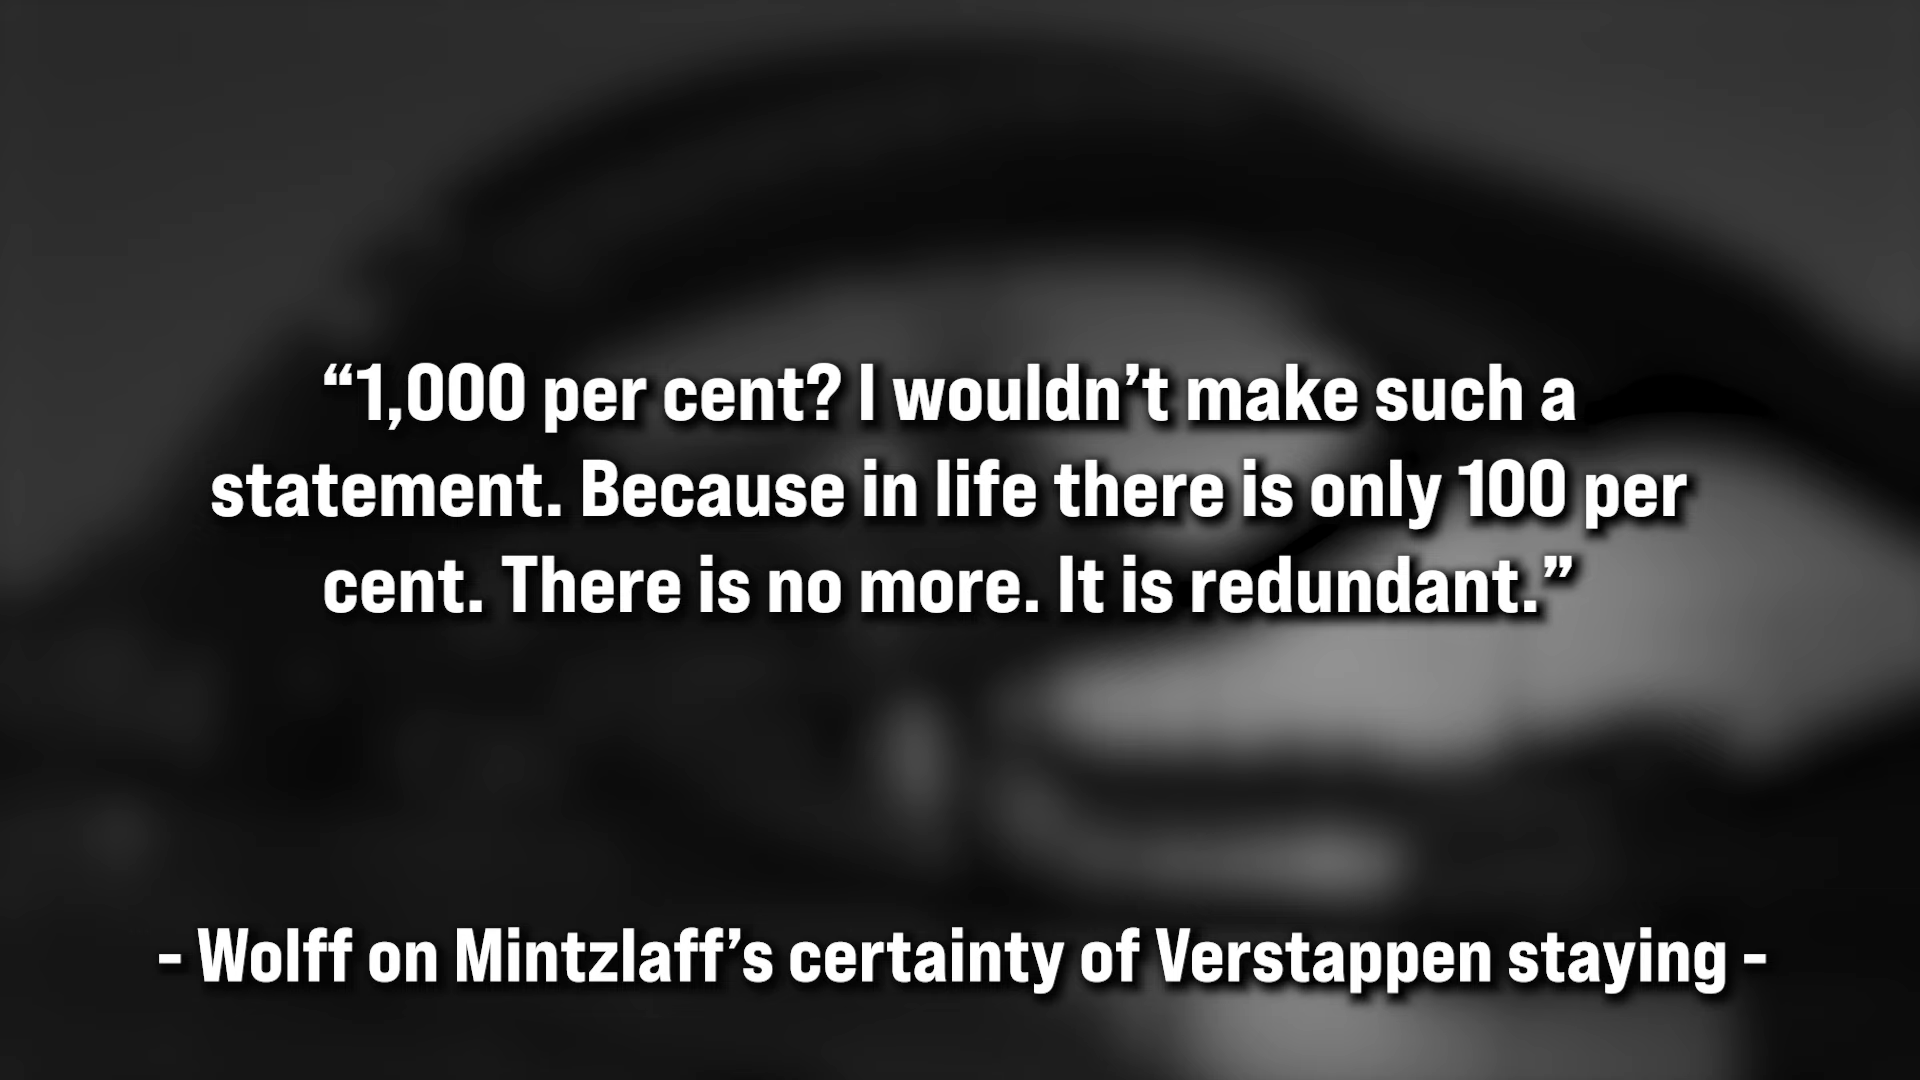 “1,000 per cent? I wouldn’t make such a
statement. Because in life there is only 100 per
cent. There is no more. It is redundant.”
- Wolff on Mintzlaff’s certainty of Verstappen staying -